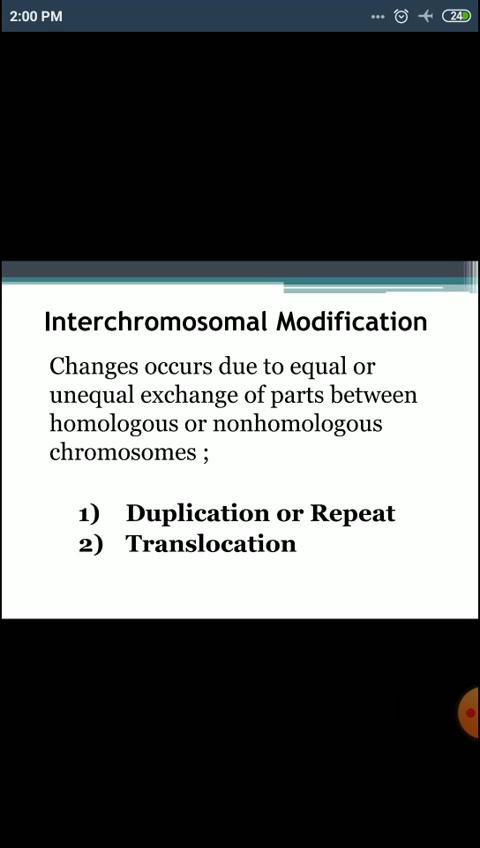 2:00 PM
24
Interchromosomal Modification
Changes occurs due to equal or
unequal exchange of parts between
homologous or nonhomologous
chromosomes ;
1) Duplication or Repeat
2) Translocation